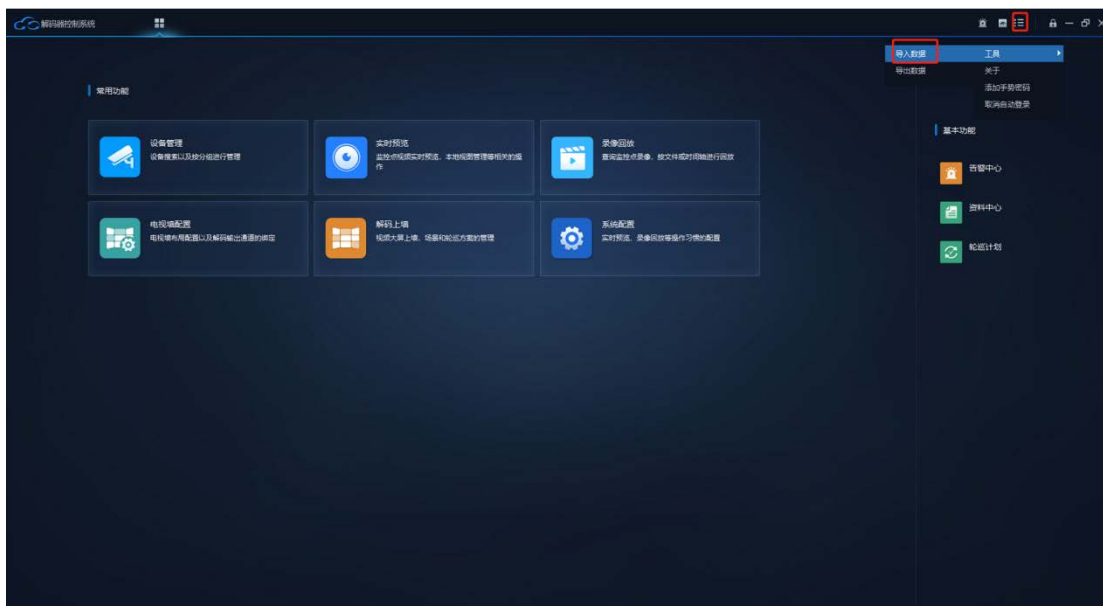 解码器控制系统
导入数据
工具
导出数据
关于
添加手势密码
取消自动登录
常用功能
设备管理
设备搜索以及按分组进行管理
实时预览
监控点视频实时预览、本地视图管理等相关的操
作
录像回放
查询监控点录像，按文件或时间轴进行回放
电视墙配置
电视墙布局配置以及解码输出通道的绑定
解码上墙
视频大屏上墙、场景和轮巡方案的管理
系统配置
实时预览、录像回放等操作习惯的配置
基本功能
告警中心
资料中心
轮巡计划